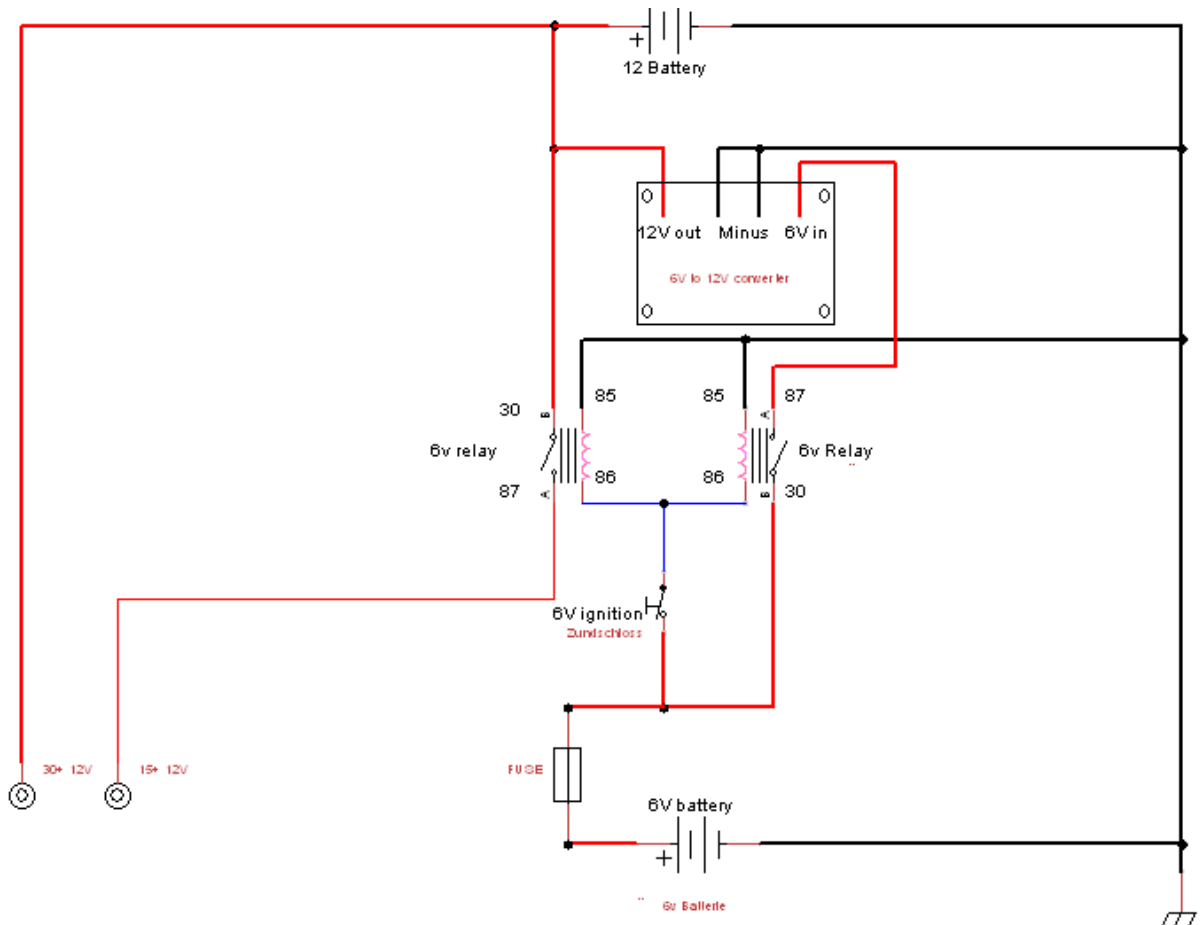 +
12 Battery
12V out Minus 6V in
6V to 12V converter
85 85 87
30 B A
6v relay 6v Relay
86 86
87 A B 30
6V ignition
Zundschloss
30+ 12V 15+ 12V FUSE
6V battery
+
6v Batterie